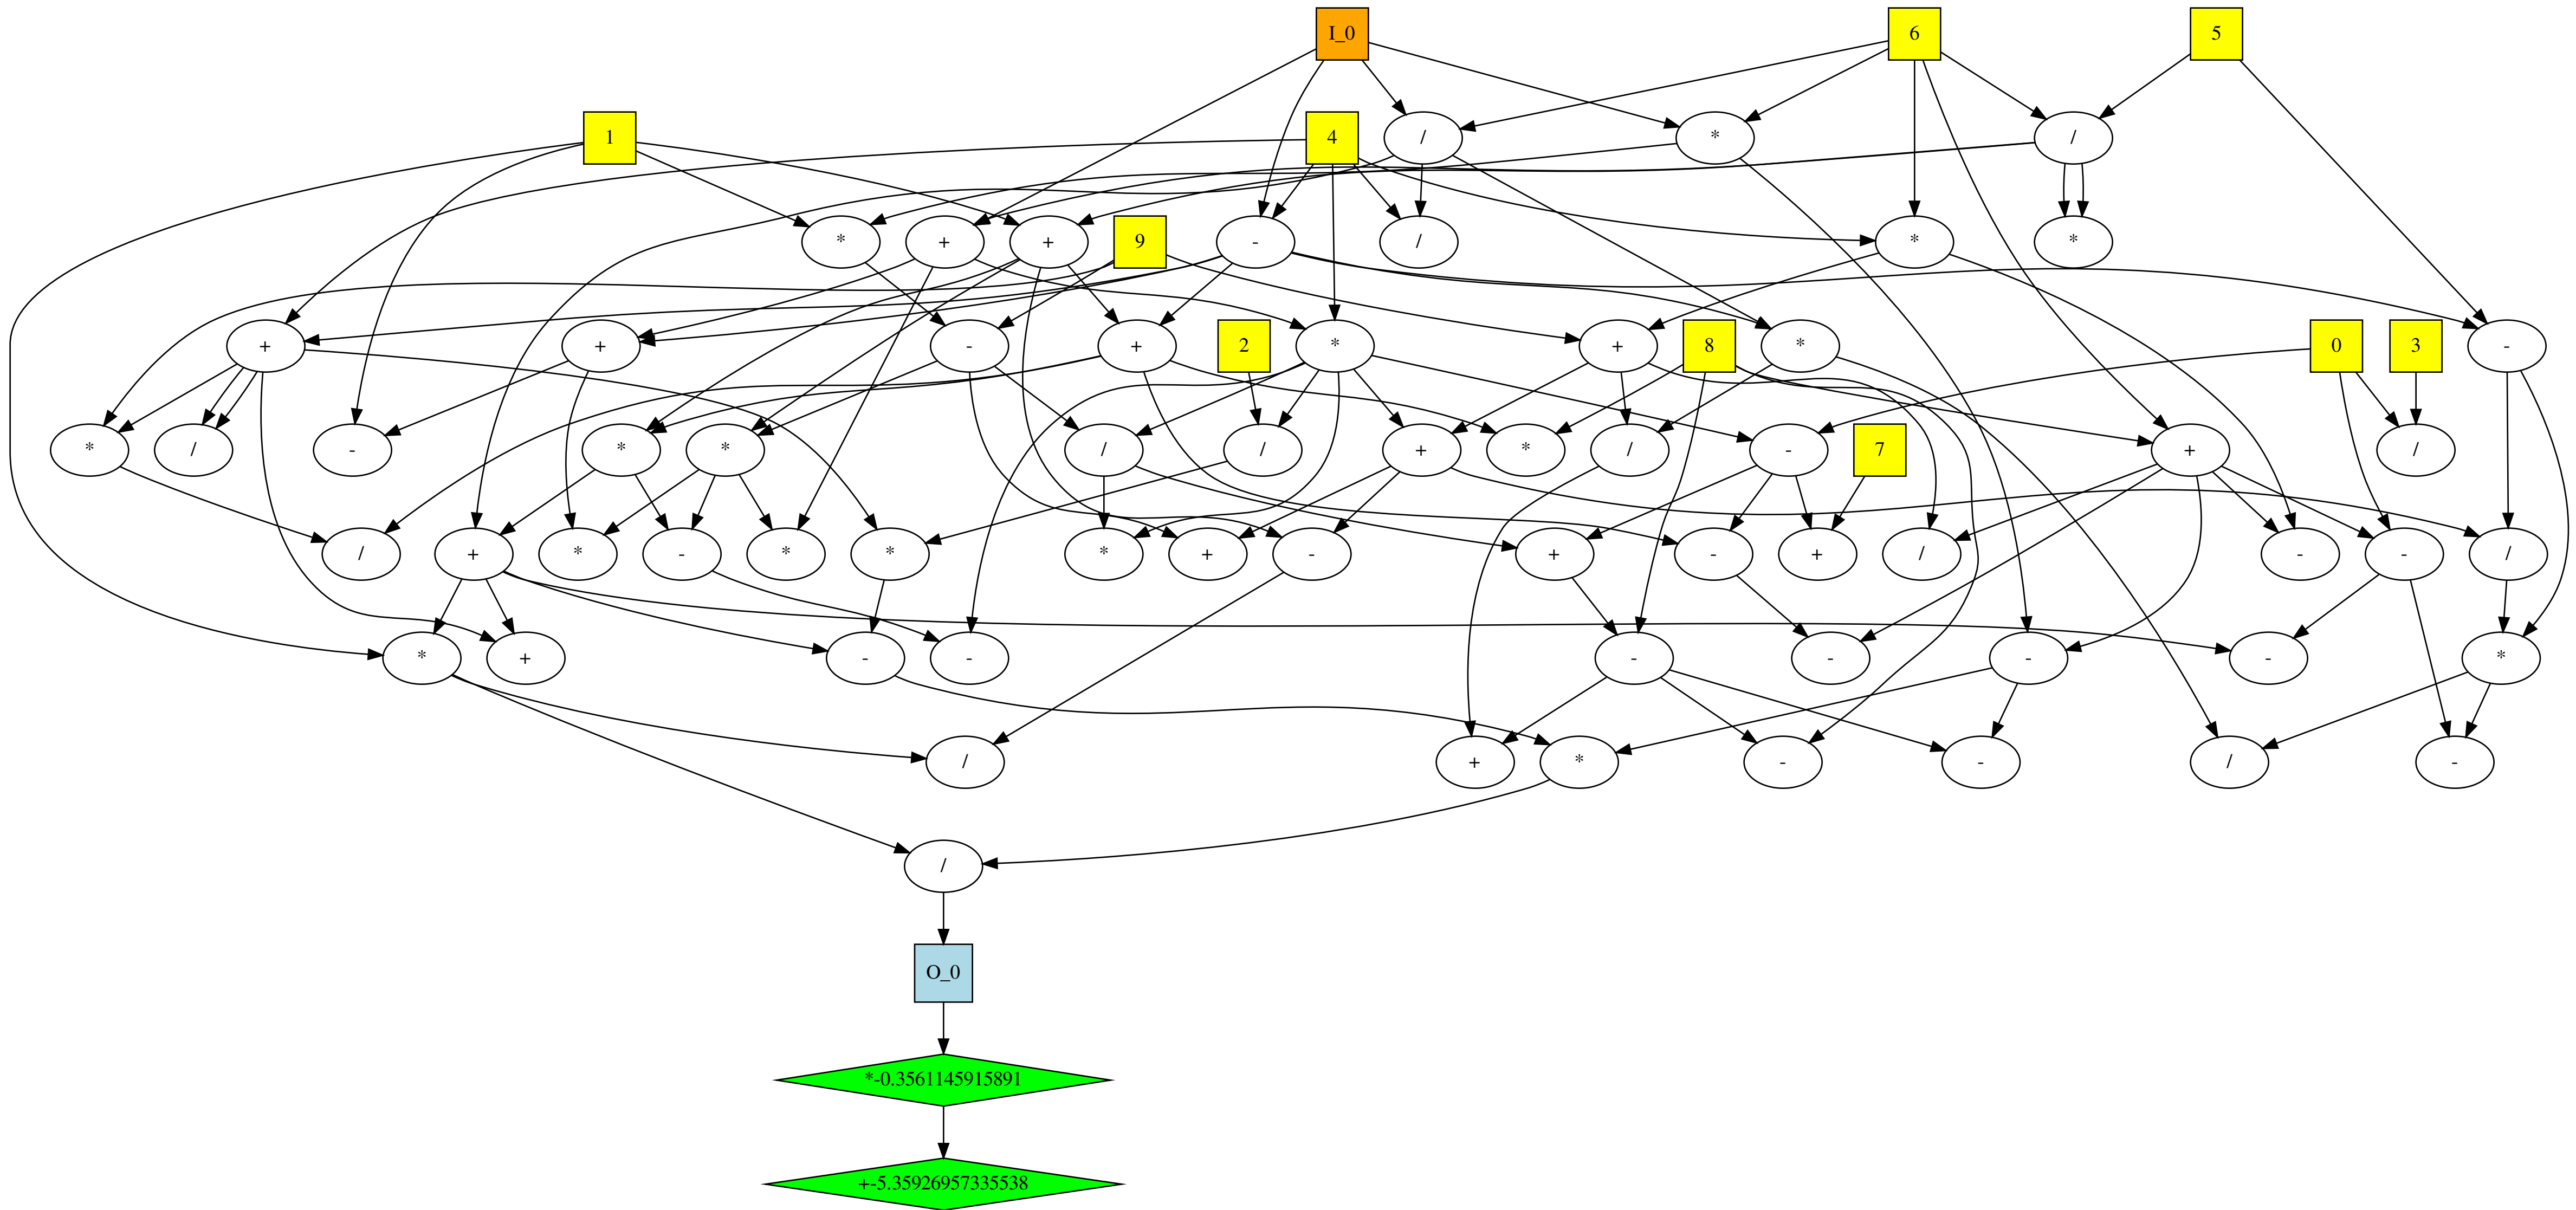 I_0 6 5
1 4 / * /
* + + 9 - / * *
+ + - + 2 * + 8 * 0 3 -
* / - * * / / + * / - 7 + /
/ + * - * * * + - + - + / - - /
* + - - - - - - *
/ + * - - / -
/
O_0
*-0.3561145915891
+-5.35926957335538